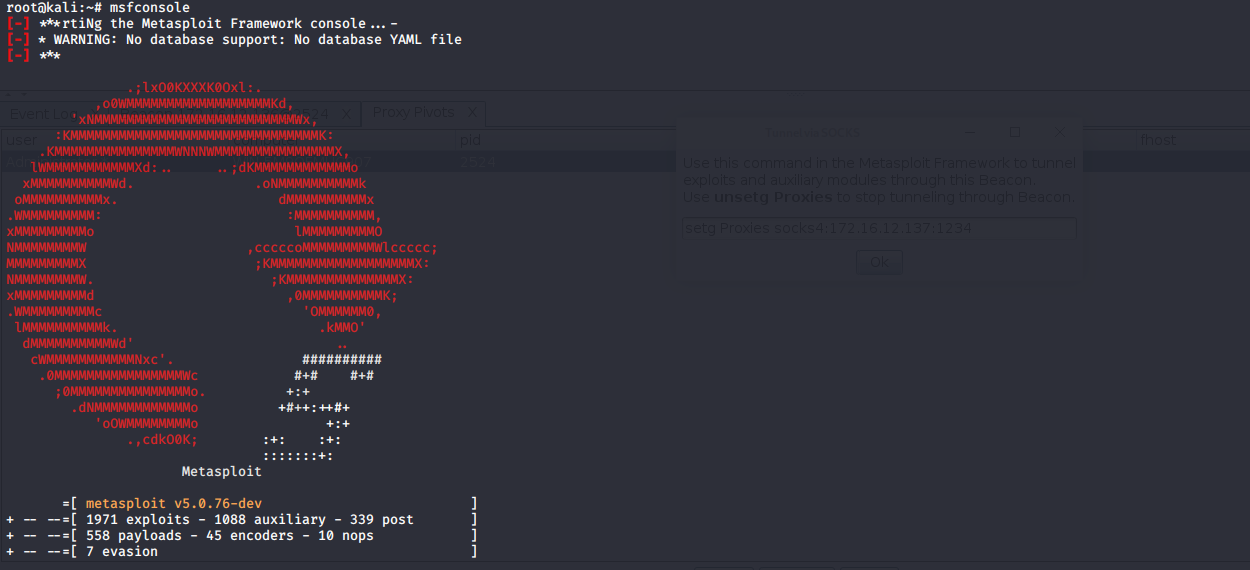 root@kali:~# msfconsole
[-] ***rtiNg the Metasploit Framework console...-
[-] * WARNING: No database support: No database YAML file
[-] ***
.;lxO0KXXXK0Oxl:.
,o0WMMMMMMMMMMMMMMMMMMKd,
'xNMMMMMMMMMMMMMMMMMMMMMMMMMWx,
:KMMMMMMMMMMMMMMMMMMMMMMMMMMMMMMMK:
.KMMMMMMMMMMMMMMMWNNNWMMMMMMMMMMMMMMMX,
lWMMMMMMMMMMMXd:..     ..;dKMMMMMMMMMMMMo
xMMMMMMMMMMWd.               .oNMMMMMMMMMMk
oMMMMMMMMMMx.                    dMMMMMMMMMMx
.WMMMMMMMMM:                       :MMMMMMMMMM,
xMMMMMMMMMo                         lMMMMMMMMMO
NMMMMMMMMW                    ,cccccoMMMMMMMMMWlccccc;
MMMMMMMMMX                     ;KMMMMMMMMMMMMMMMMMMX:
NMMMMMMMMW.                      ;KMMMMMMMMMMMMMMX:
xMMMMMMMMMd                        ,0MMMMMMMMMMK;
.WMMMMMMMMMc                         'OMMMMMM0,
lMMMMMMMMMMk.                         .kMMO'
dMMMMMMMMMMWd'                         ..
cWMMMMMMMMMMMNxc'.                ##########
.0MMMMMMMMMMMMMMMMWc            #+#    #+#
;0MMMMMMMMMMMMMMMo.          +:+
.dNMMMMMMMMMMMMo          +#++:++#+
'oOWMMMMMMMMo                +:+
.,cdkO0K;        :+:    :+:
:::::::+:
Metasploit
=[ metasploit v5.0.76-dev                          ]
+ -- --=[ 1971 exploits - 1088 auxiliary - 339 post       ]
+ -- --=[ 558 payloads - 45 encoders - 10 nops            ]
+ -- --=[ 7 evasion                                       ]
Event Log
Proxy Pivots X
user pid fhost
Use this command in the Metasploit Framework to tunnel
exploits and auxiliary modules through this Beacon.
Use unsetg Proxies to stop tunneling through Beacon.
setg Proxies socks4:172.16.12.137:1234
Ok